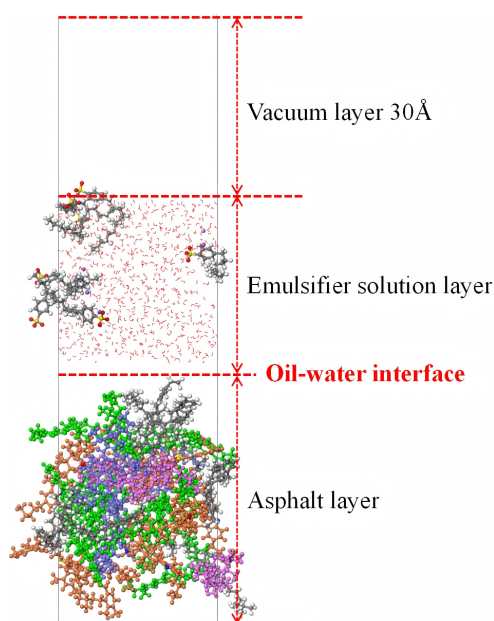 Vacuum layer 30Å
Emulsifier solution layer
Oil-water interface
Asphalt layer